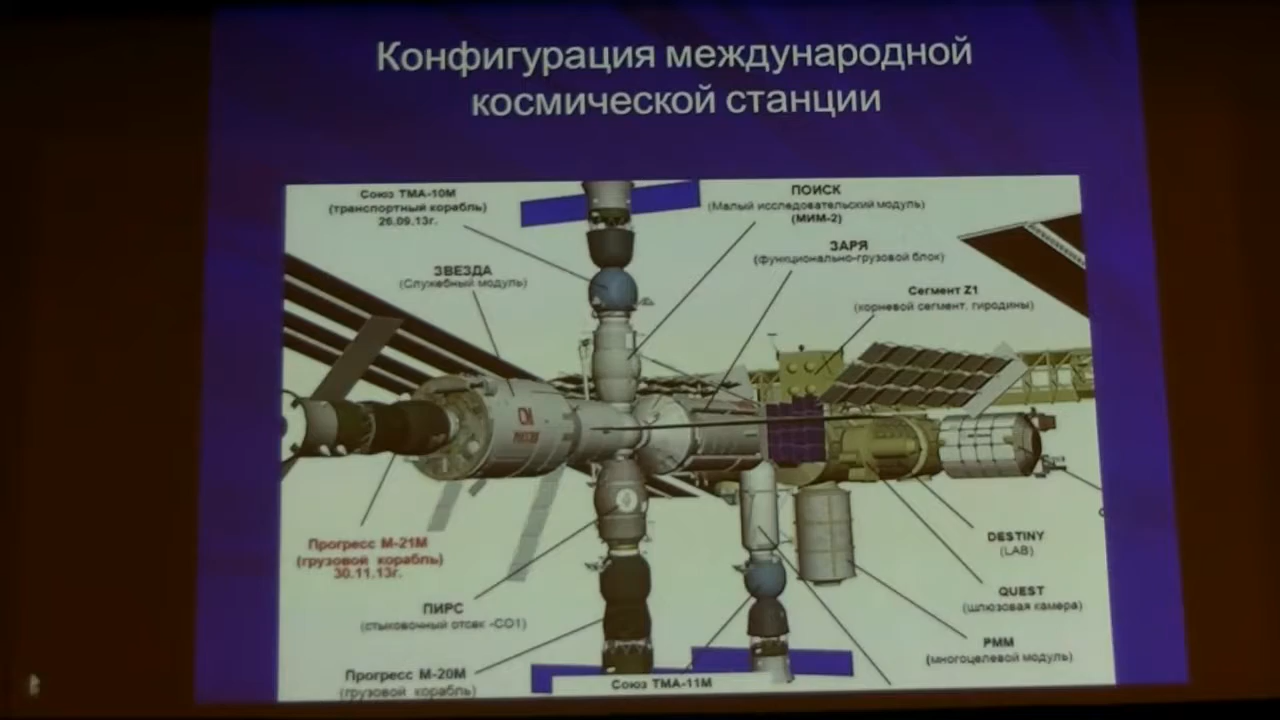 Конфигурация международной
космической станции
Союз ТМА-10М
(транспортный корабль)
26.09.13г.
ПОИСК
(Малый исследовательский модуль)
(МИМ-2)
ЗАРЯ
(функционально-грузовой блок)
ЗВЕЗДА
(Служебный модуль)
Сегмент Z1
(корневой сегмент, гиродины)
СМ
РОССИЯ
Прогресс М-21М
(грузовой корабль)
30.11.13г.
DESTINY
(LAB)
QUEST
(шлюзовая камера)
ПИРС
(стыковочный отсек -СО1)
PMM
(многоцелевой модуль)
Прогресс М-20М
(грузовой корабль)
Союз ТМА-11М